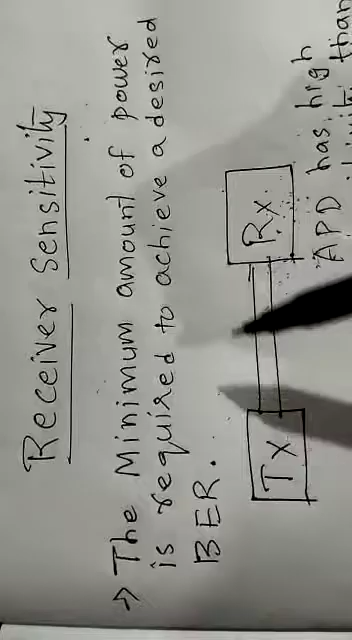 Receiver Sensitivity
→ The Minimum amount of power
is required to achieve a desired
BER.
Tx Rx
APD has high
than